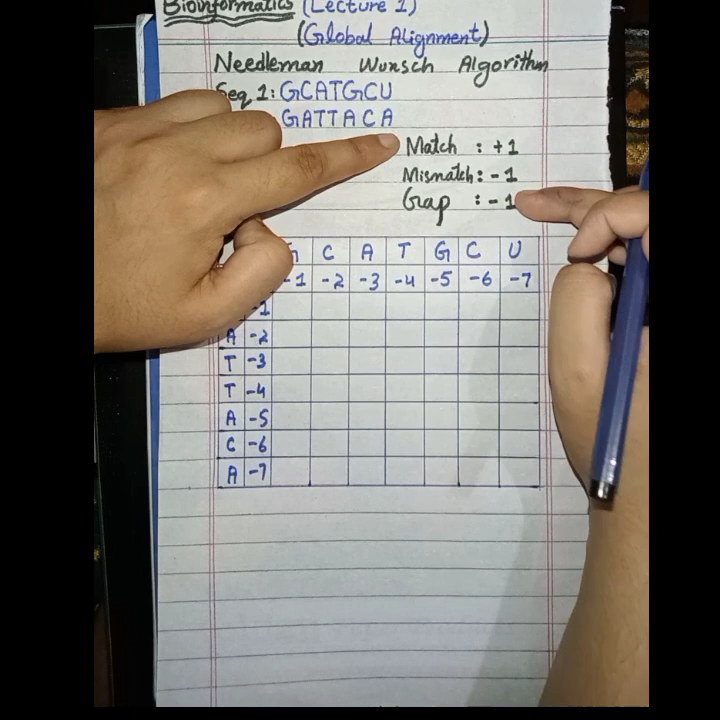 Bioinformatics (Lecture 1)
(Global Alignment)
Needleman Wunsch Algorithm
Seq 1: GCATGCU
GATTACA
Match : +1
Mismatch : -1
Gap : -1
G C A T G C U
-1 -2 -3 -4 -5 -6 -7
-1
A -2
T -3
T -4
A -5
C -6
A -7